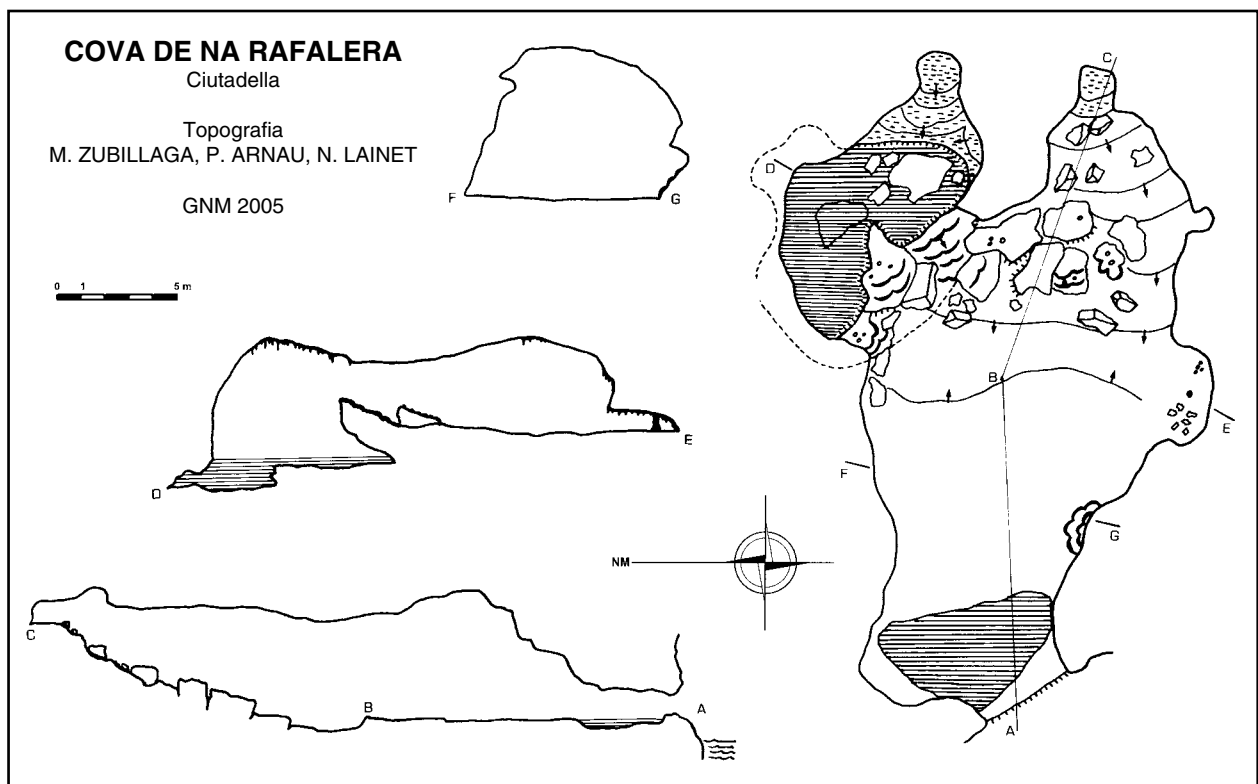 COVA DE NA RAFALERA
Ciutadella
Topografia
M. ZUBILLAGA, P. ARNAU, N. LAINET
GNM 2005
0 1 5 m
F G
D E
C B A
NM
C
D
B
E
F
G
A